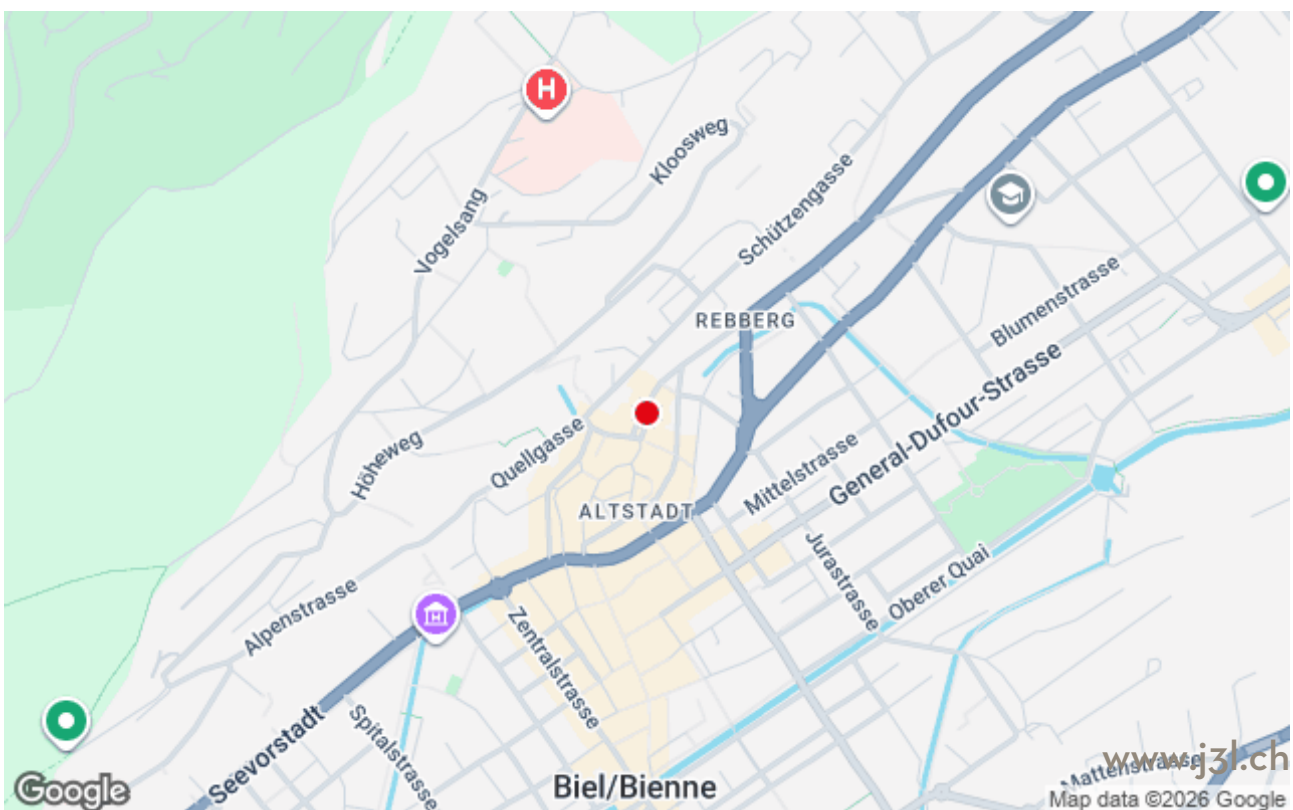 H
Kloosweg
Schützengasse
Vogelsang
REBBERG
Blumenstrasse
General-Dufour-Strasse
Höheweg
Quellgasse
Mittelstrasse
ALTSTADT
Jurastrasse
Oberer Quai
Alpenstrasse
Zentralstrasse
Seevorstadt
Spitalstrasse
Biel/Bienne
Mattenstrasse
www.j3l.ch
Google
Map data ©2026 Google